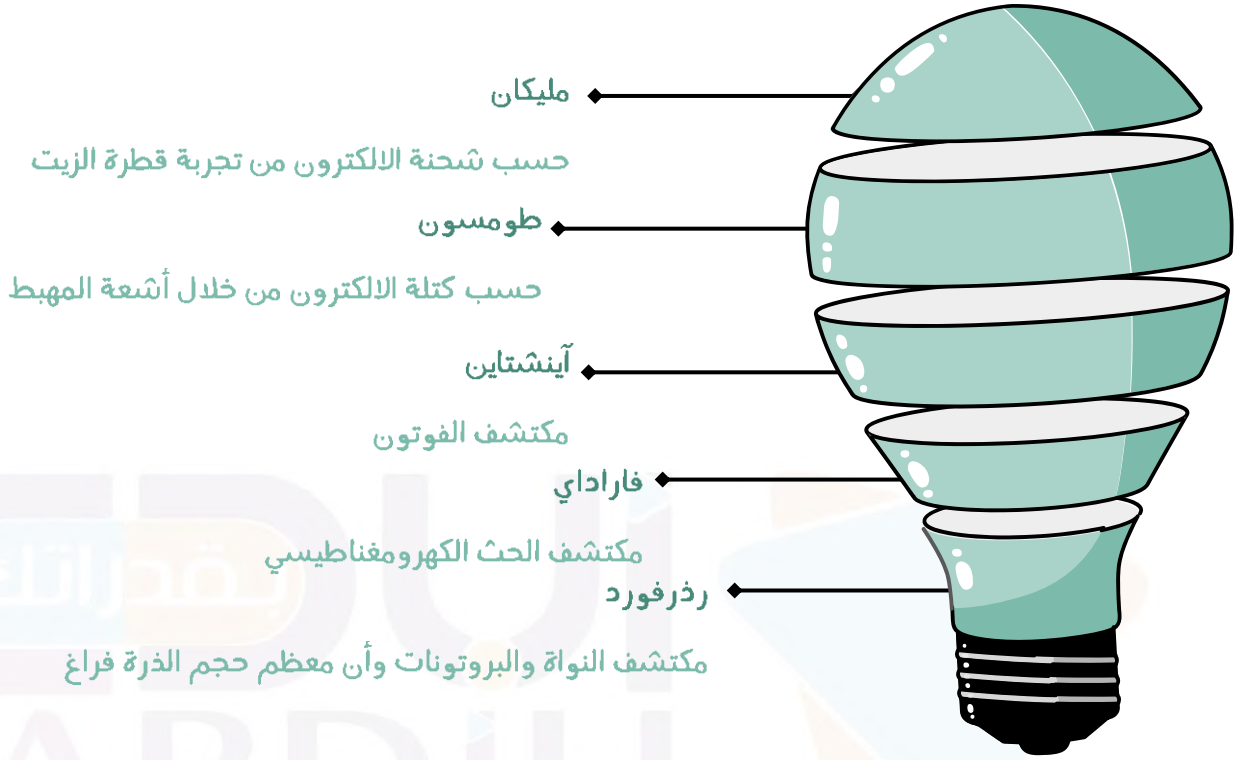 مليكان
حسب شحنة الالكترون من تجربة قطرة الزيت
طومسون
حسب كتلة الالكترون من خلال أشعة المهبط
آينشتاين
مكتشف الفوتون
فاراداي
مكتشف الحث الكهرومغناطيسي
رذرفورد
مكتشف النواة والبروتونات وأن معظم حجم الذرة فراغ
بقدراتك